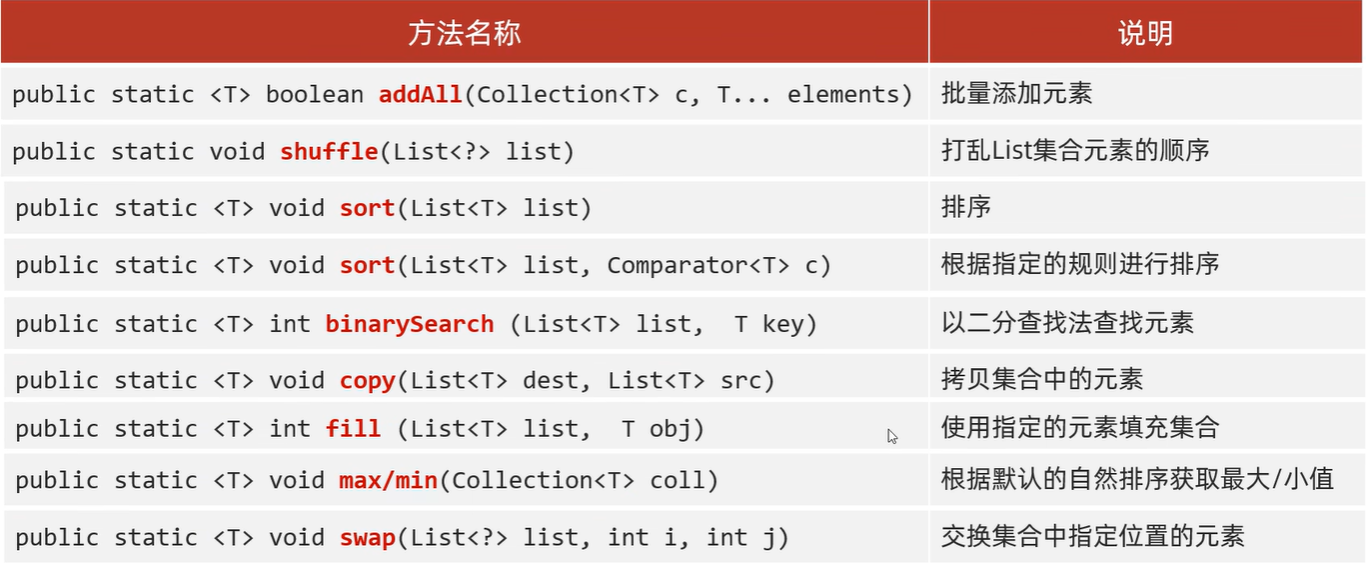 方法名称 说明
public static <T> boolean addAll(Collection<T> c, T... elements) 批量添加元素
public static void shuffle(List<?> list) 打乱List集合元素的顺序
public static <T> void sort(List<T> list) 排序
public static <T> void sort(List<T> list, Comparator<T> c) 根据指定的规则进行排序
public static <T> int binarySearch (List<T> list,  T key) 以二分查找法查找元素
public static <T> void copy(List<T> dest, List<T> src) 拷贝集合中的元素
public static <T> int fill (List<T> list,  T obj) 使用指定的元素填充集合
public static <T> void max/min(Collection<T> coll) 根据默认的自然排序获取最大/小值
public static <T> void swap(List<?> list, int i, int j) 交换集合中指定位置的元素